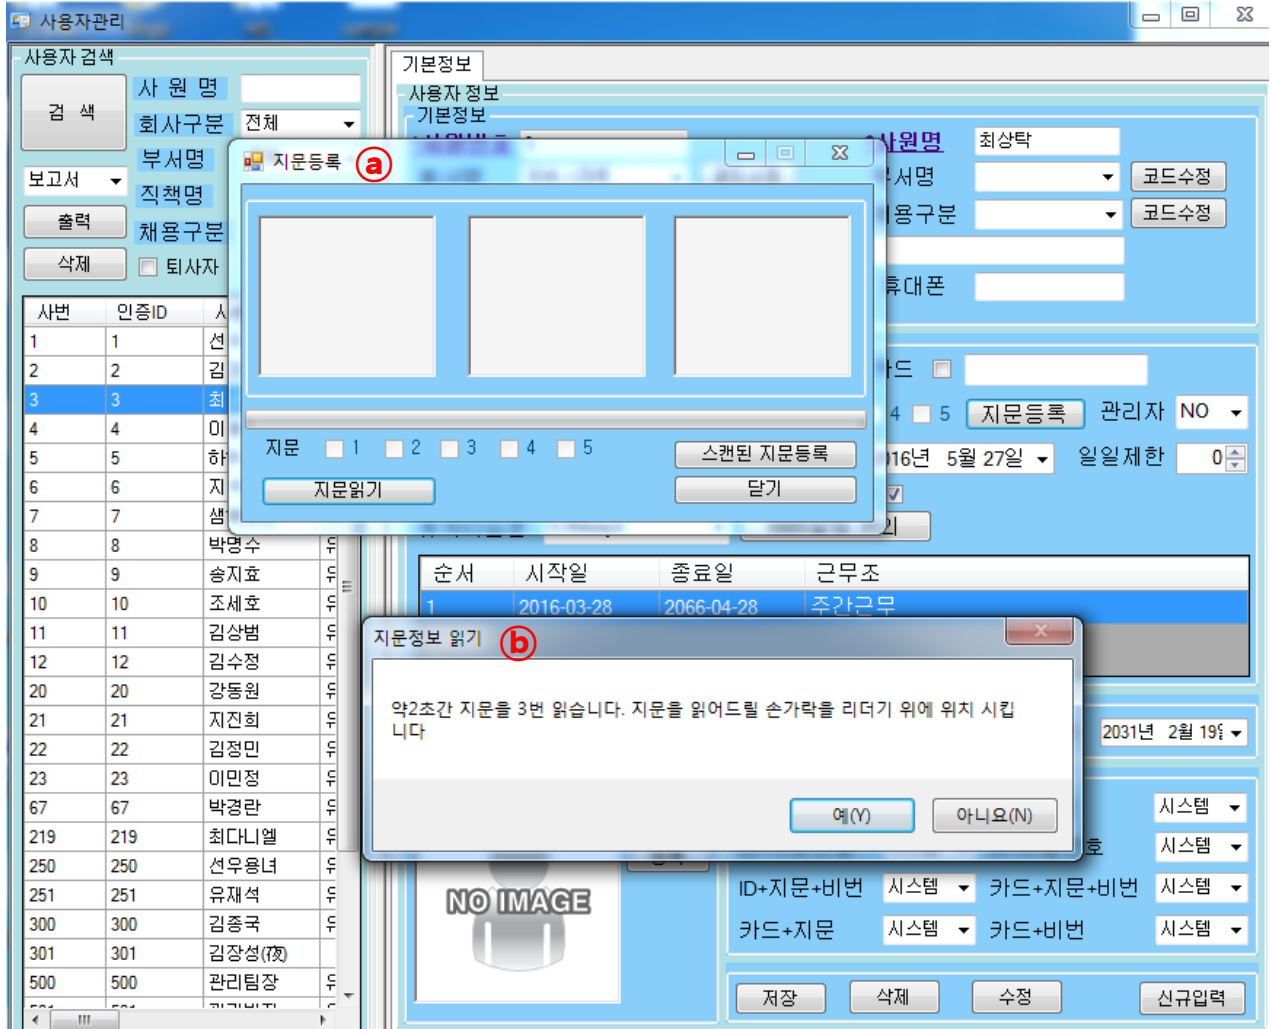 사용자관리
사용자 검색
검 색
사 원 명
회사구분 전체
부서명
보고서
직책명
출력
채용구분
삭제
퇴사자
사번 인증ID
1 1 선
2 2 김
3 3 최
4 4 이
5 5 하
6 6 지
7 7 샘
8 8 박명수
9 9 송지효
10 10 조세호
11 11 김상범
12 12 김수정
20 20 강동원
21 21 지진희
22 22 김정민
23 23 이민정
67 67 박경란
219 219 최다니엘
250 250 선우용녀
251 251 유재석
300 300 김종국
301 301 김장성(夜)
500 500 관리팀장
기본정보
사용자 정보
기본정보
사원명 최상탁
부서명 코드수정
채용구분 코드수정
휴대폰
카드
4 5 지문등록 관리자 NO
2016년 5월 27일 일일제한 0
순서 시작일 종료일 근무조
1 2016-03-28 2066-04-28 주간근무
2031년 2월 19일
시스템
시스템
ID+지문+비번 시스템 카드+지문+비번 시스템
카드+지문 시스템 카드+비번 시스템
NO IMAGE
저장 삭제 수정 신규입력
지문등록 ⓐ
지문 1 2 3 4 5
스캔된 지문등록
지문읽기 닫기
지문정보 읽기 ⓑ
약2초간 지문을 3번 읽습니다. 지문을 읽어드릴 손가락을 리더기 위에 위치 시킵
니다
예(Y) 아니요(N)